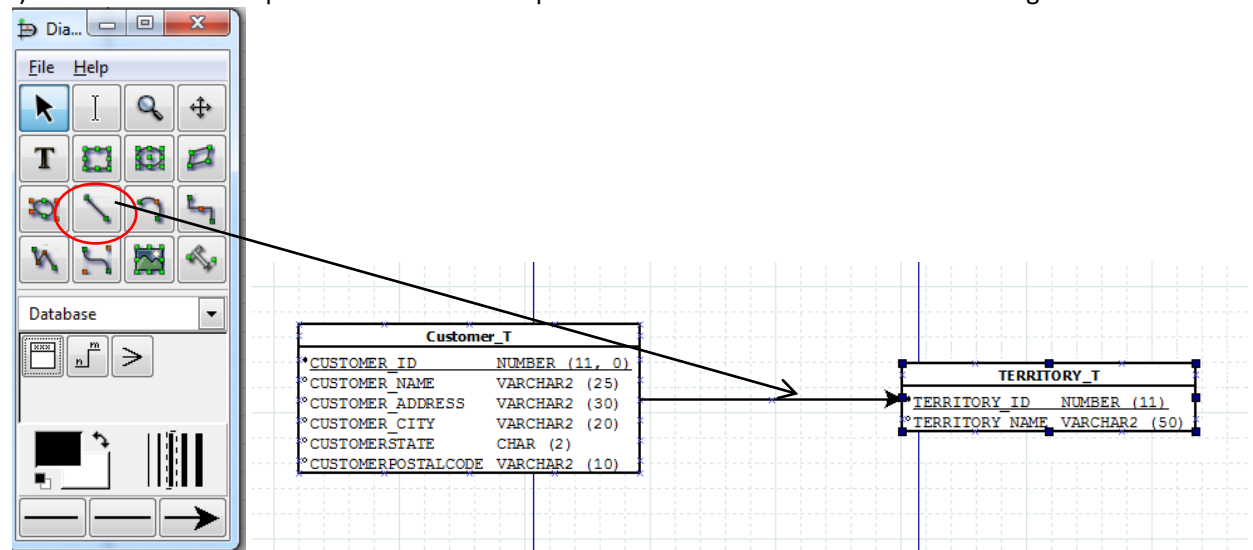 Dia...
File Help
T
Database
xxx
n m
Customer_T
CUSTOMER_ID NUMBER (11, 0)
CUSTOMER_NAME VARCHAR2 (25)
CUSTOMER_ADDRESS VARCHAR2 (30)
CUSTOMER_CITY VARCHAR2 (20)
CUSTOMERSTATE CHAR (2)
CUSTOMERPOSTALCODE VARCHAR2 (10)
TERRITORY_T
TERRITORY_ID NUMBER (11)
TERRITORY_NAME VARCHAR2 (50)